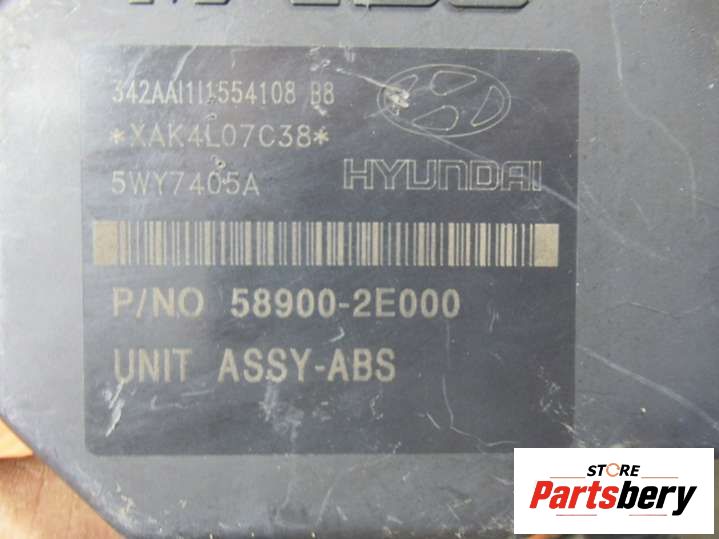 342AAI1I1554108 B8
*XAK4L07C38*
5WY7405A
HYUNDAI
P/NO 58900-2E000
UNIT ASSY-ABS
STORE
Partsbery